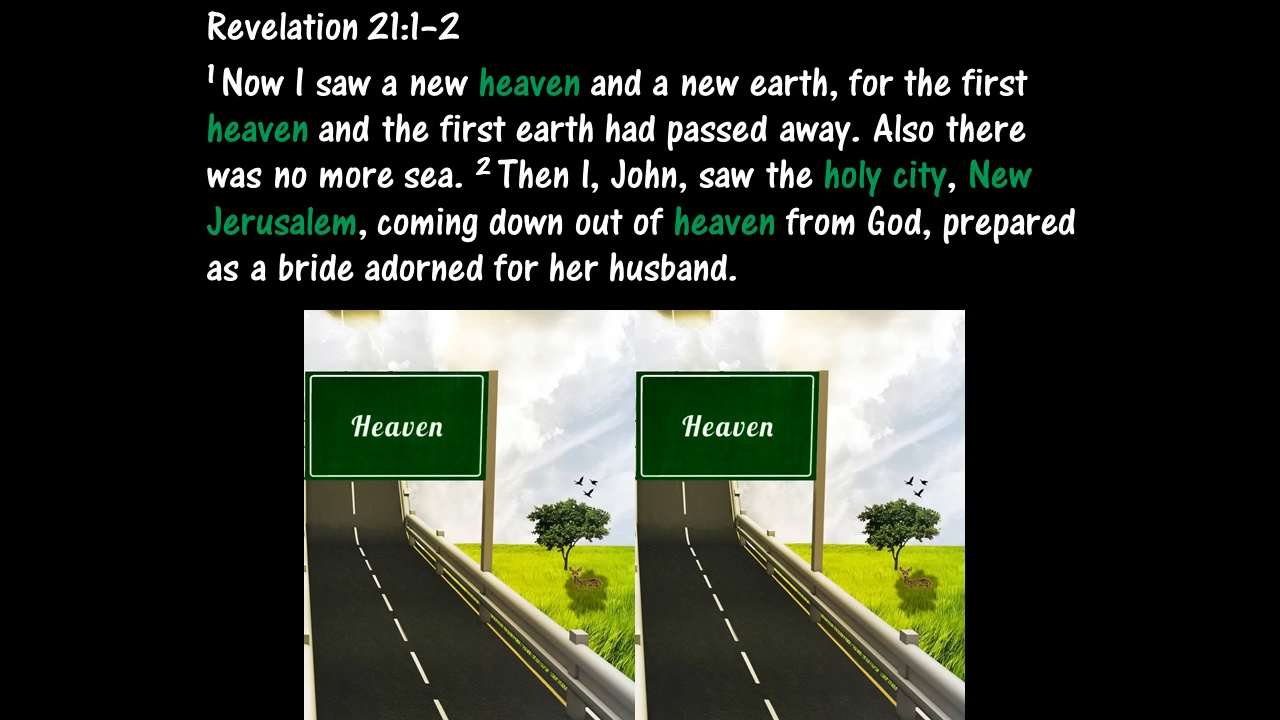 Revelation 21:1-2
1 Now I saw a new heaven and a new earth, for the first
heaven and the first earth had passed away. Also there
was no more sea. 2 Then I, John, saw the holy city, New
Jerusalem, coming down out of heaven from God, prepared
as a bride adorned for her husband.
Heaven
Heaven